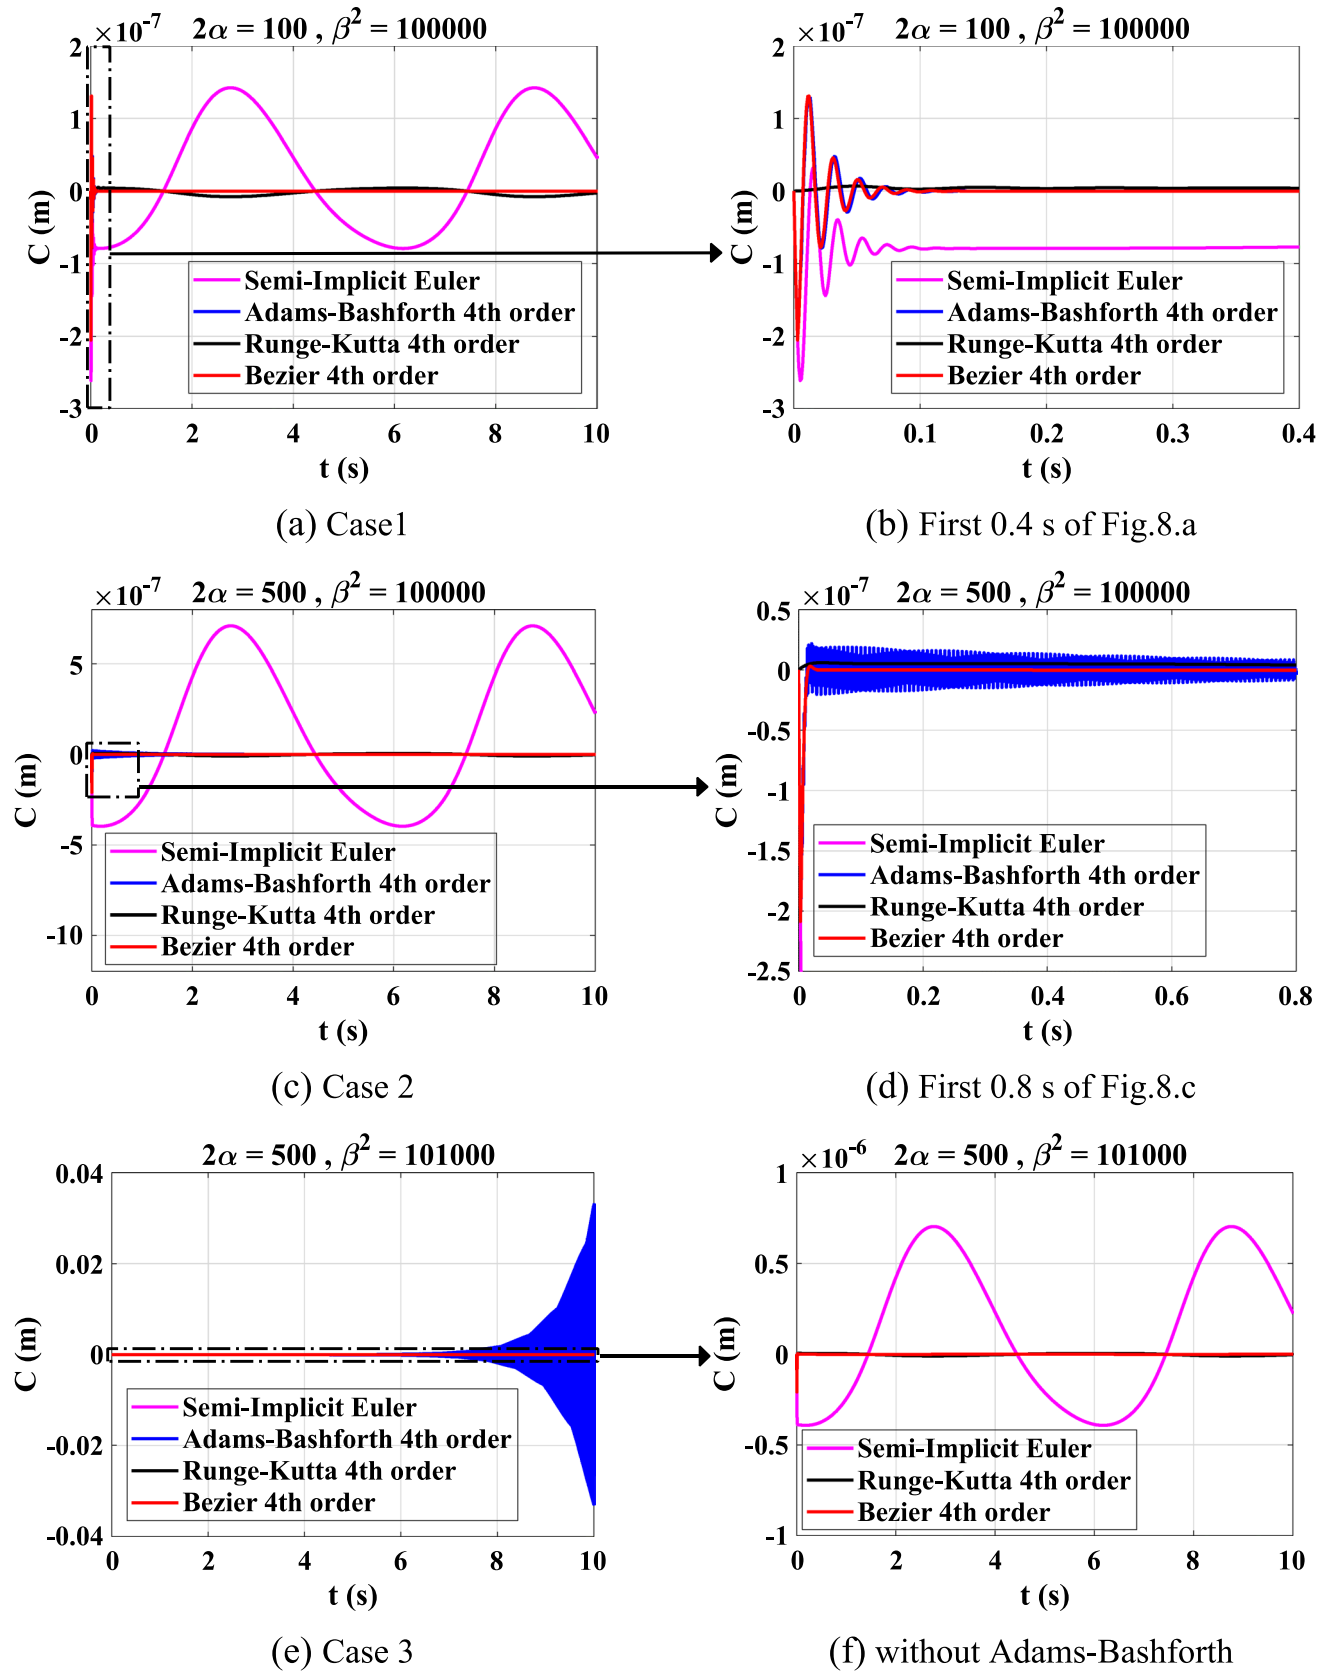 ×10⁻⁷ 2α = 100 , β² = 100000
2
1
0
-1
-2
-3
C (m)
Semi-Implicit Euler
Adams-Bashforth 4th order
Runge-Kutta 4th order
Bezier 4th order
0 2 4 6 8 10
t (s)
(a) Case1
×10⁻⁷ 2α = 100 , β² = 100000
2
1
0
-1
-2
-3
C (m)
Semi-Implicit Euler
Adams-Bashforth 4th order
Runge-Kutta 4th order
Bezier 4th order
0 0.1 0.2 0.3 0.4
t (s)
(b) First 0.4 s of Fig.8.a
×10⁻⁷ 2α = 500 , β² = 100000
5
0
-5
-10
C (m)
Semi-Implicit Euler
Adams-Bashforth 4th order
Runge-Kutta 4th order
Bezier 4th order
0 2 4 6 8 10
t (s)
(c) Case 2
×10⁻⁷ 2α = 500 , β² = 100000
0.5
0
-0.5
-1
-1.5
-2
-2.5
C (m)
Semi-Implicit Euler
Adams-Bashforth 4th order
Runge-Kutta 4th order
Bezier 4th order
0 0.2 0.4 0.6 0.8
t (s)
(d) First 0.8 s of Fig.8.c
2α = 500 , β² = 101000
0.04
0.02
0
-0.02
-0.04
C (m)
Semi-Implicit Euler
Adams-Bashforth 4th order
Runge-Kutta 4th order
Bezier 4th order
0 2 4 6 8 10
t (s)
(e) Case 3
×10⁻⁶ 2α = 500 , β² = 101000
1
0.5
0
-0.5
-1
C (m)
Semi-Implicit Euler
Runge-Kutta 4th order
Bezier 4th order
0 2 4 6 8 10
t (s)
(f) without Adams-Bashforth